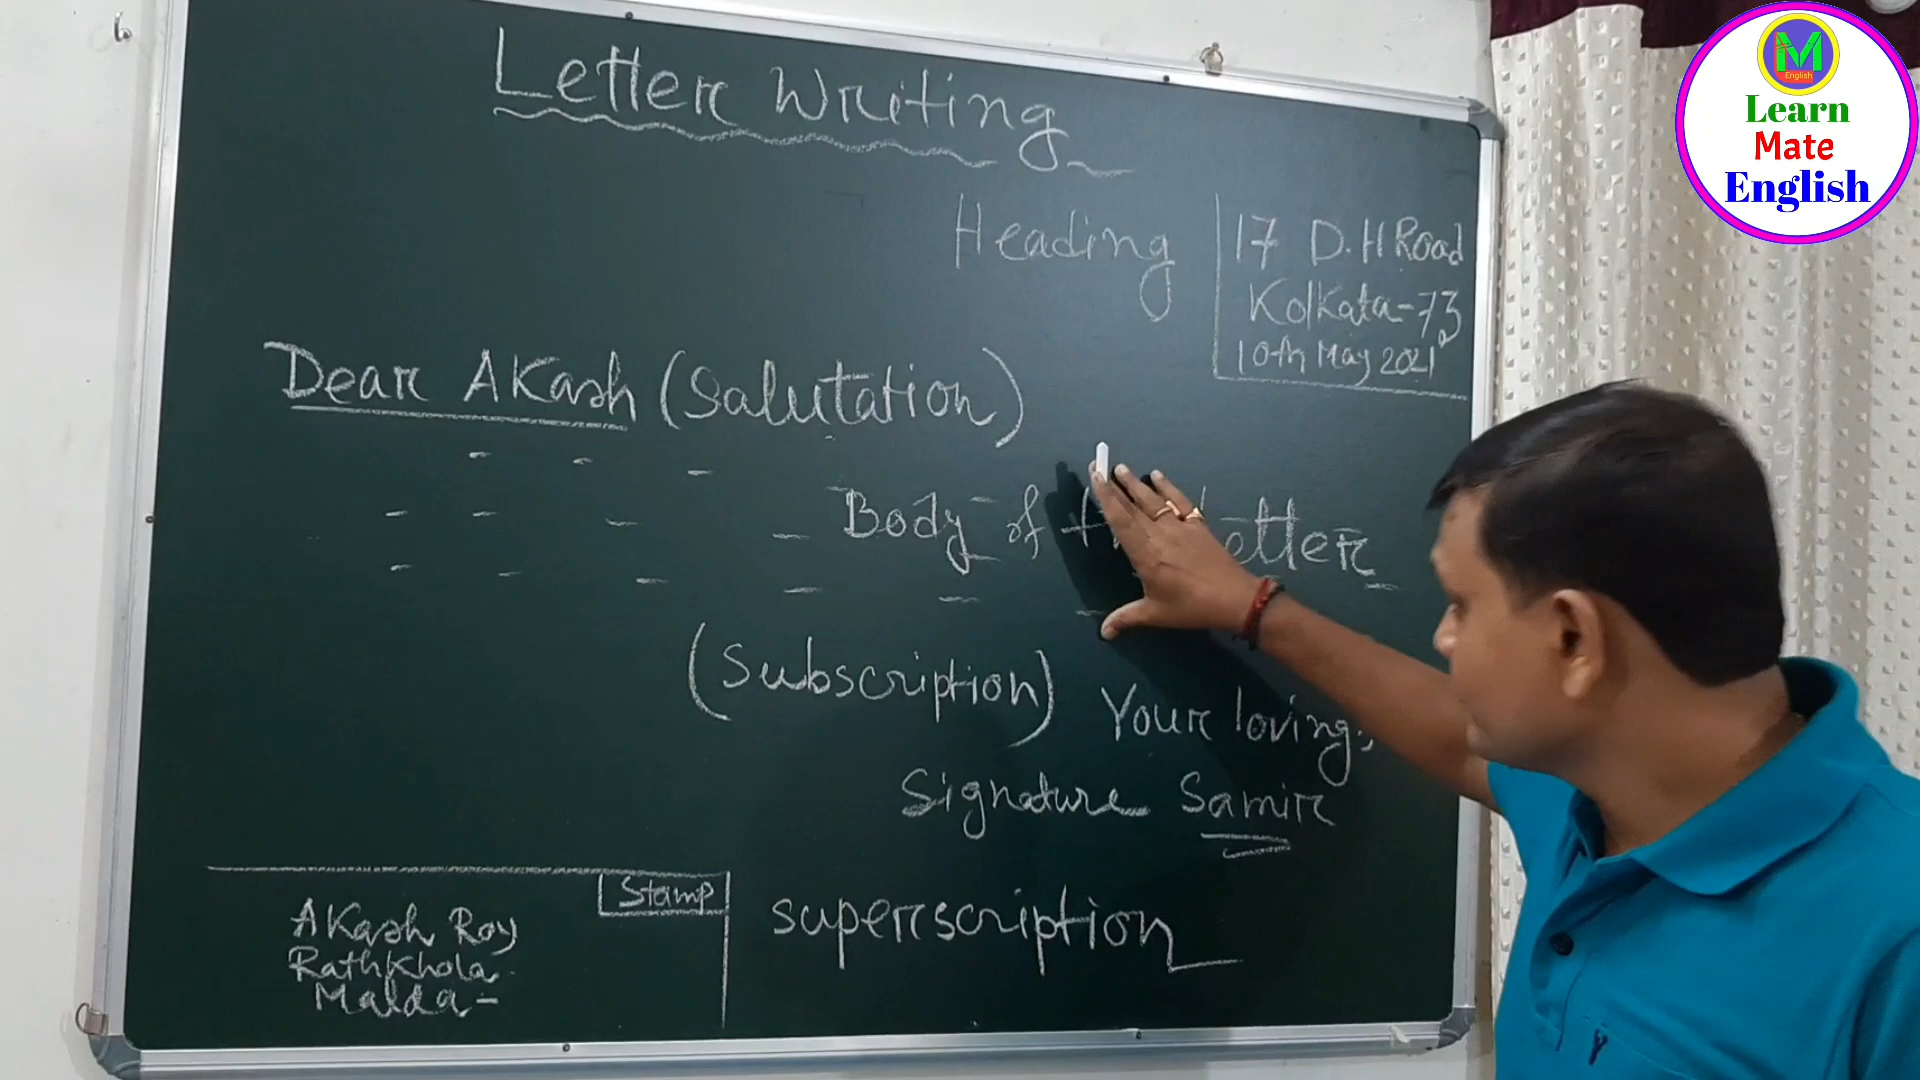 Letter Writing
Heading
17 D.H Road
Kolkata-73
10th May 2021
Dear Akash (Salutation)
Body of
(Subscription) Your loving,
Signature Samir
Stamp
Akash Roy
Rathkhola
Malda-
superscription
M
English
Learn
Mate
English